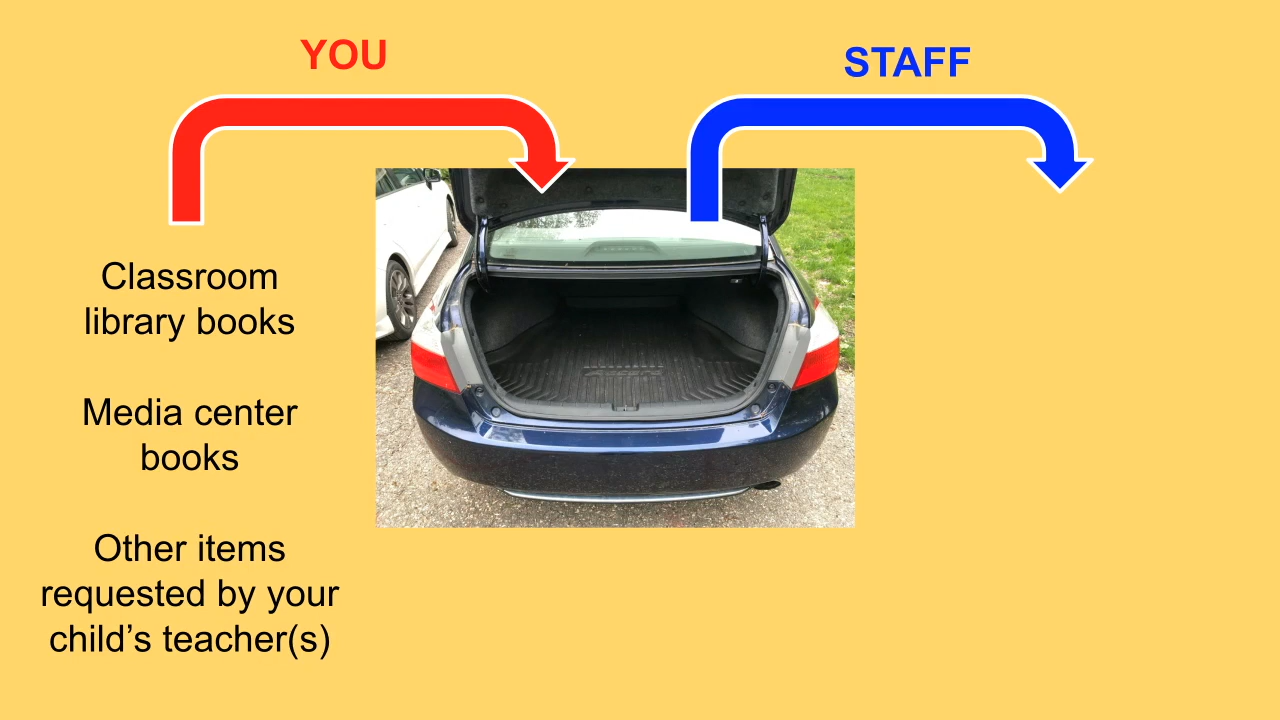 YOU
STAFF
Classroom
library books
Media center
books
Other items
requested by your
child’s teacher(s)